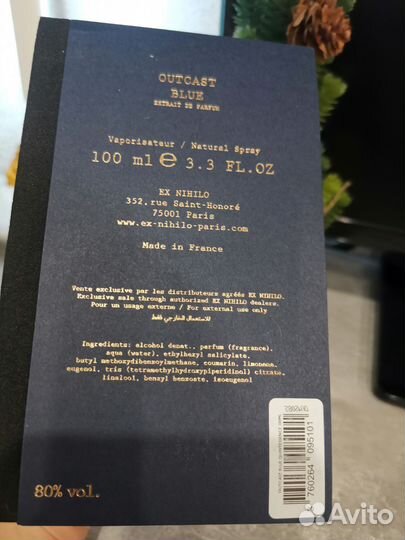 OUTCAST
BLUE
EXTRAIT DE PARFUM
Vaporisateur / Natural Spray
100 ml ℮ 3.3 FL.OZ
EX NIHILO
352, rue Saint-Honoré
75001 Paris
www.ex-nihilo-paris.com
Made in France
Vente exclusive par les distributeurs agréés EX NIHILO.
Exclusive sale through authorized EX NIHILO dealers.
Pour un usage externe / For external use only
للاستعمال الخارجي فقط
Ingredients: alcohol denat., parfum (fragrance),
aqua (water), ethylhexyl salicylate,
butyl methoxydibenzoylmethane, coumarin, limonene,
eugenol, tris (tetramethylhydroxypiperidinol) citrate,
linalool, benzyl benzoate, isoeugenol
80% vol.
3 760264 095101
Avito